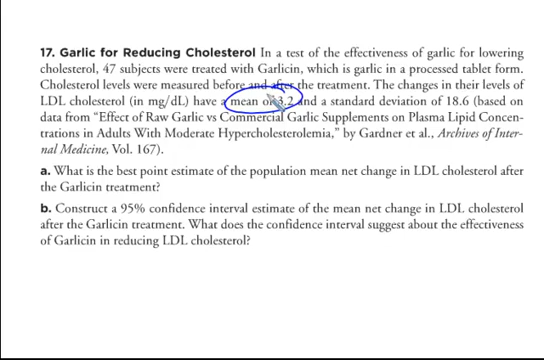 17. Garlic for Reducing Cholesterol In a test of the effectiveness of garlic for lowering
cholesterol, 47 subjects were treated with Garlicin, which is garlic in a processed tablet form.
Cholesterol levels were measured before and after the treatment. The changes in their levels of
LDL cholesterol (in mg/dL) have a mean of 3.2 and a standard deviation of 18.6 (based on
data from “Effect of Raw Garlic vs Commercial Garlic Supplements on Plasma Lipid Concen-
trations in Adults With Moderate Hypercholesterolemia,” by Gardner et al., Archives of Inter-
nal Medicine, Vol. 167).
a. What is the best point estimate of the population mean net change in LDL cholesterol after
the Garlicin treatment?
b. Construct a 95% confidence interval estimate of the mean net change in LDL cholesterol
after the Garlicin treatment. What does the confidence interval suggest about the effectiveness
of Garlicin in reducing LDL cholesterol?